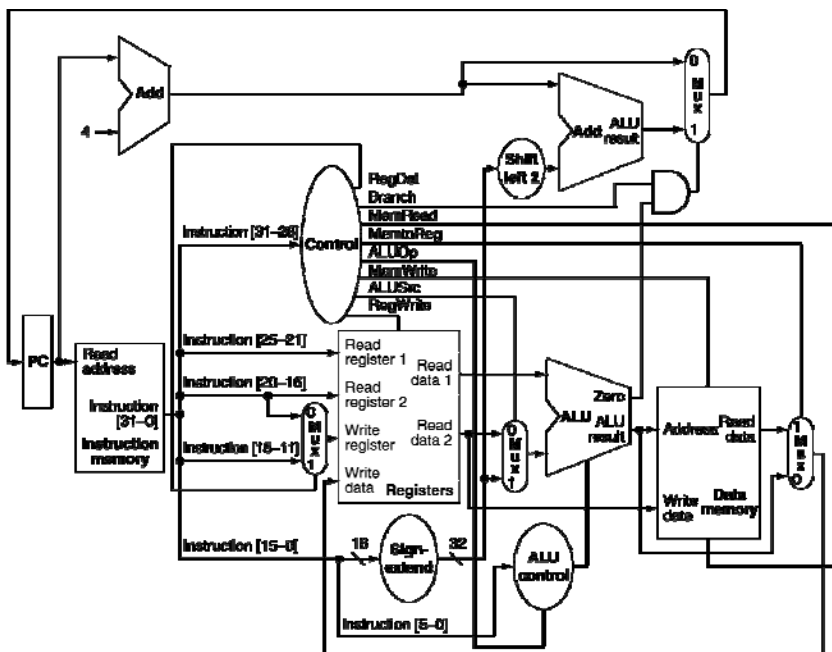 Add
4
0
M
u
x
1
Add
ALU
result
Shift
left 2
RegDst
Branch
MemRead
MemtoReg
ALUOp
MemWrite
ALUSrc
RegWrite
Control
Instruction [31–26]
Instruction [25–21]
Instruction [20–16]
Instruction [15–11]
Instruction [15–0]
Instruction [5–0]
PC
Read
address
Instruction
[31–0]
Instruction
memory
0
M
u
x
1
Read
register 1
Read
register 2
Write
register
Write
data
Read
data 1
Read
data 2
Registers
0
M
u
x
1
Zero
ALU
ALU
result
Address
Read
data
Write
data
Data
memory
1
M
u
x
0
16
Sign-
extend
32
ALU
control